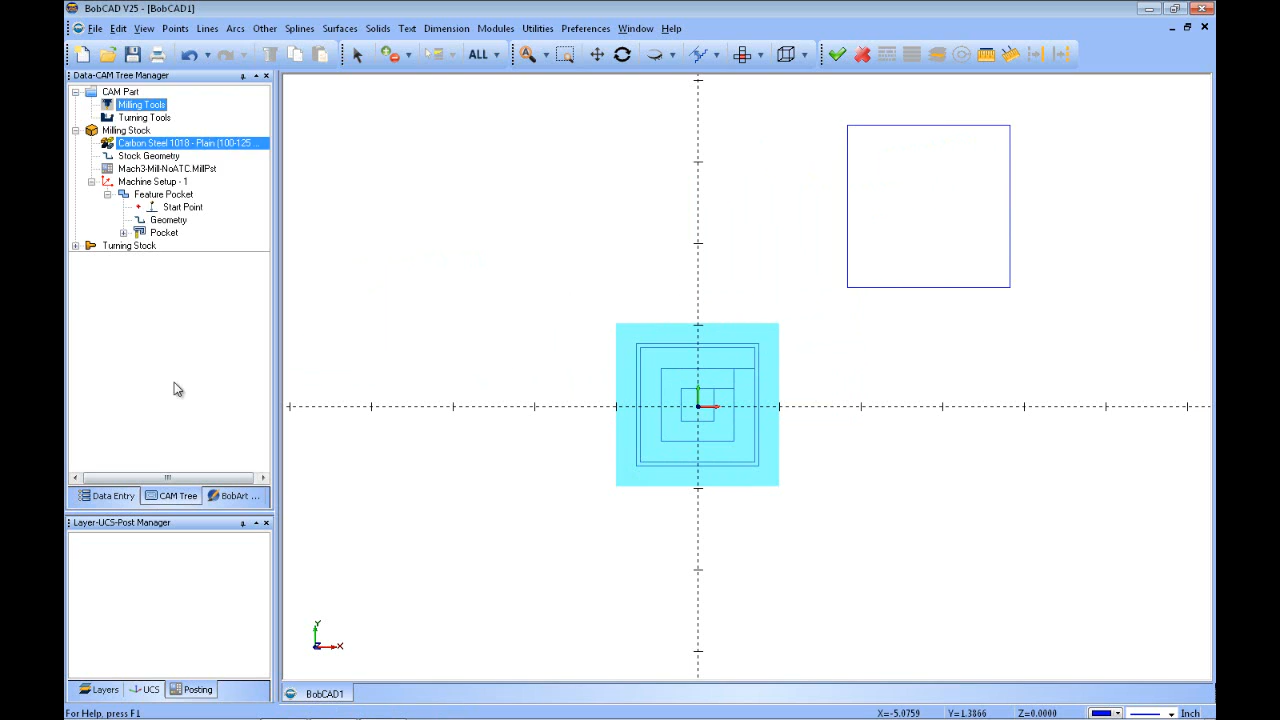 BobCAD V25 - [BobCAD1]
File Edit View Points Lines Arcs Other Splines Surfaces Solids Text Dimension Modules Utilities Preferences Window Help
ALL
Data-CAM Tree Manager
CAM Part
Milling Tools
Turning Tools
Milling Stock
Carbon Steel 1018 - Plain (100-125 ...
Stock Geometry
Mach3-Mill-NoATC.MillPst
Machine Setup - 1
Feature Pocket
Start Point
Geometry
Pocket
Turning Stock
Data Entry CAM Tree BobArt ...
Layer-UCS-Post Manager
Y
X
Z
Layers UCS Posting
BobCAD1
For Help, press F1 X=-5.0759 Y=1.3866 Z=0.0000 Inch